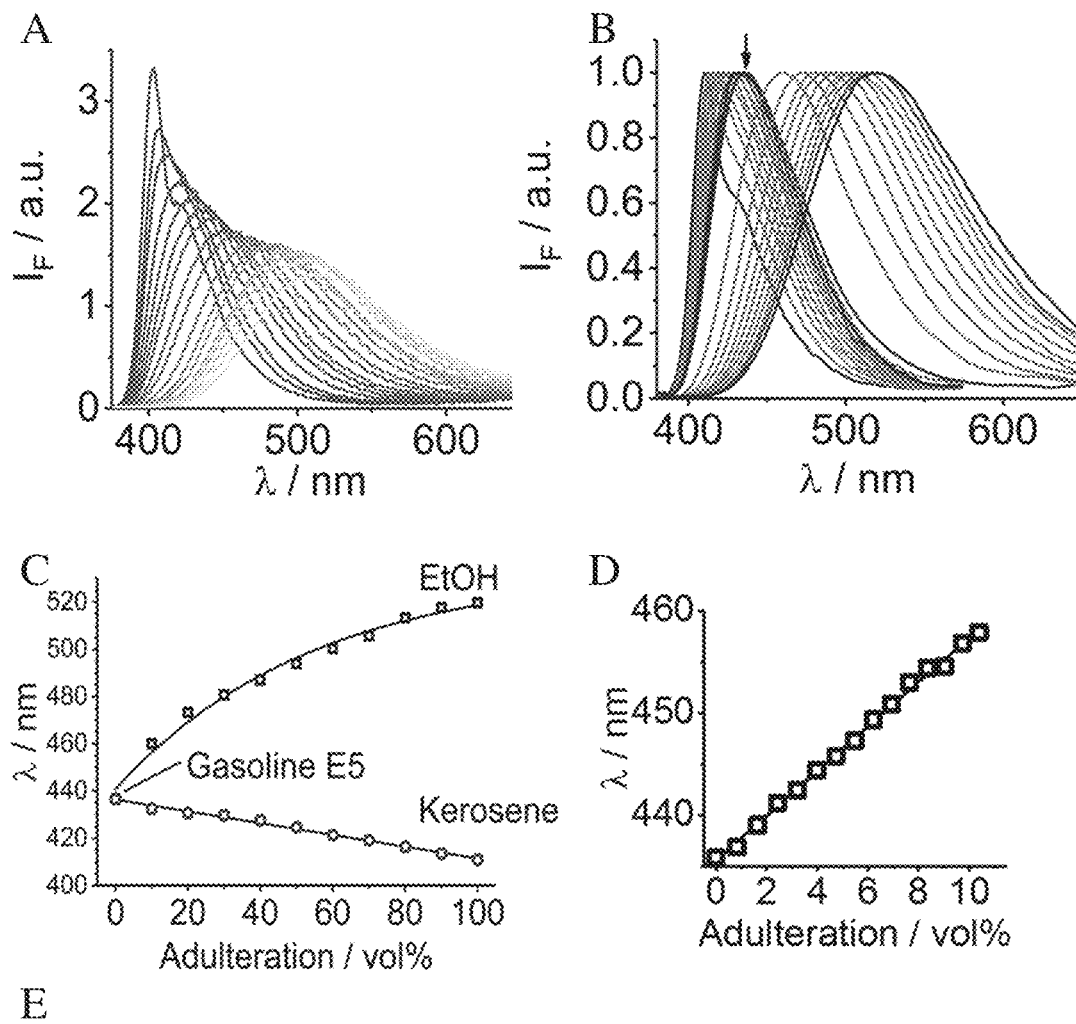 A
3
2
1
0
I_F / a.u.
400
500
600
λ / nm
B
1.0
0.8
0.6
0.4
0.2
0.0
I_F / a.u.
400
500
600
λ / nm
C
520
500
480
460
440
420
400
λ / nm
EtOH
Gasoline E5
Kerosene
0
20
40
60
80
100
Adulteration / vol%
D
460
450
440
λ / nm
0
2
4
6
8
10
Adulteration / vol%
E